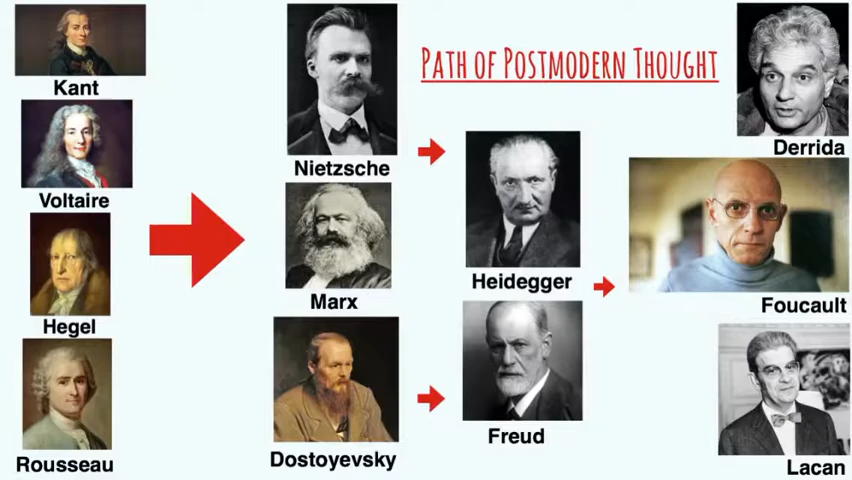 Path of Postmodern Thought
Kant
Voltaire
Hegel
Rousseau
Nietzsche
Marx
Dostoyevsky
Heidegger
Freud
Derrida
Foucault
Lacan